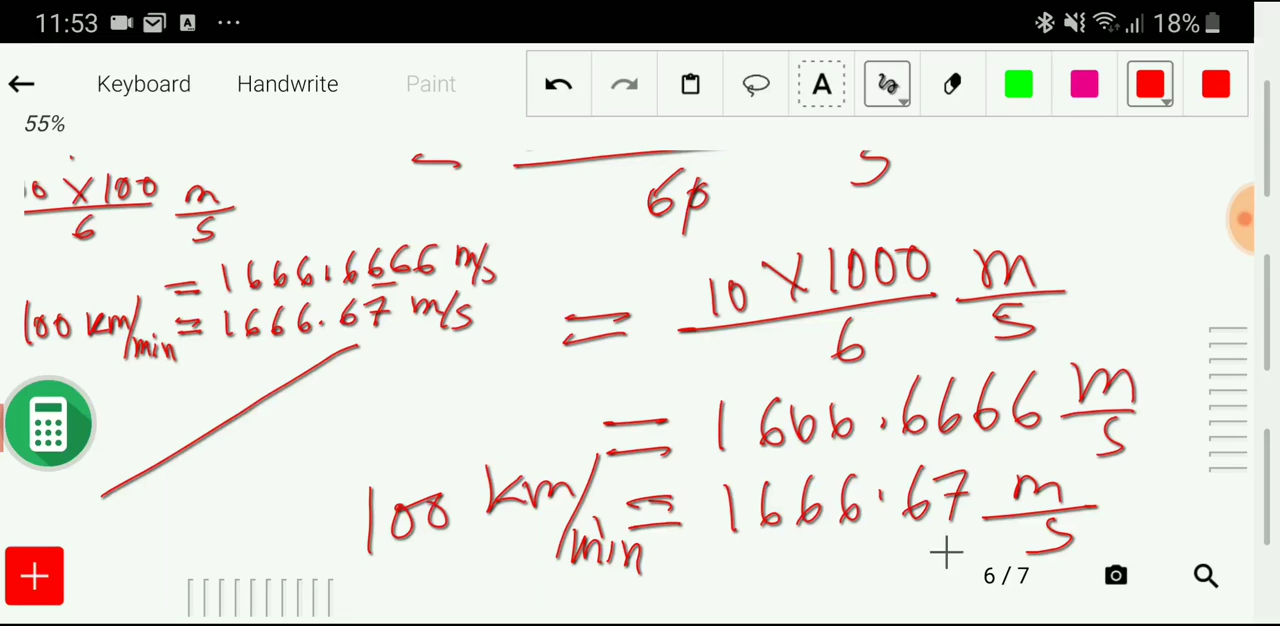 11:53 ... 18%
Keyboard Handwrite Paint
A
55%
60 s
10 X 100 m
6 s
= 1666.6666 m/s
100 km/min = 1666.67 m/s
= 10 X 1000 m
6 s
= 1666.6666 m
s
100 km/min = 1666.67 m
s
6 / 7